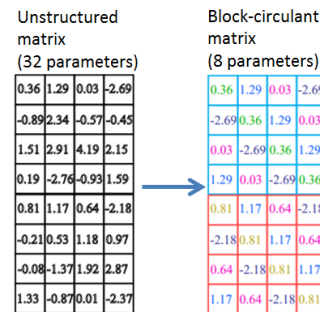 Unstructured matrix (32 parameters)
0.36 1.29 0.03 -2.69
-0.89 2.34 -0.57 -0.45
1.51 2.91 4.19 2.15
0.19 -2.76 -0.93 1.59
0.81 1.17 0.64 -2.18
-0.21 0.53 1.18 0.97
-0.08 -1.37 1.92 2.87
1.33 -0.87 0.01 -2.37
Block-circulant matrix (8 parameters)
0.36 1.29 0.03 -2.69
-2.69 0.36 1.29 0.03
0.03 -2.69 0.36 1.29
1.29 0.03 -2.69 0.36
0.81 1.17 0.64
-2.18 0.81 1.17 0.64
0.64 -2.18 0.81 1.17
1.17 0.64 -2.18 0.81